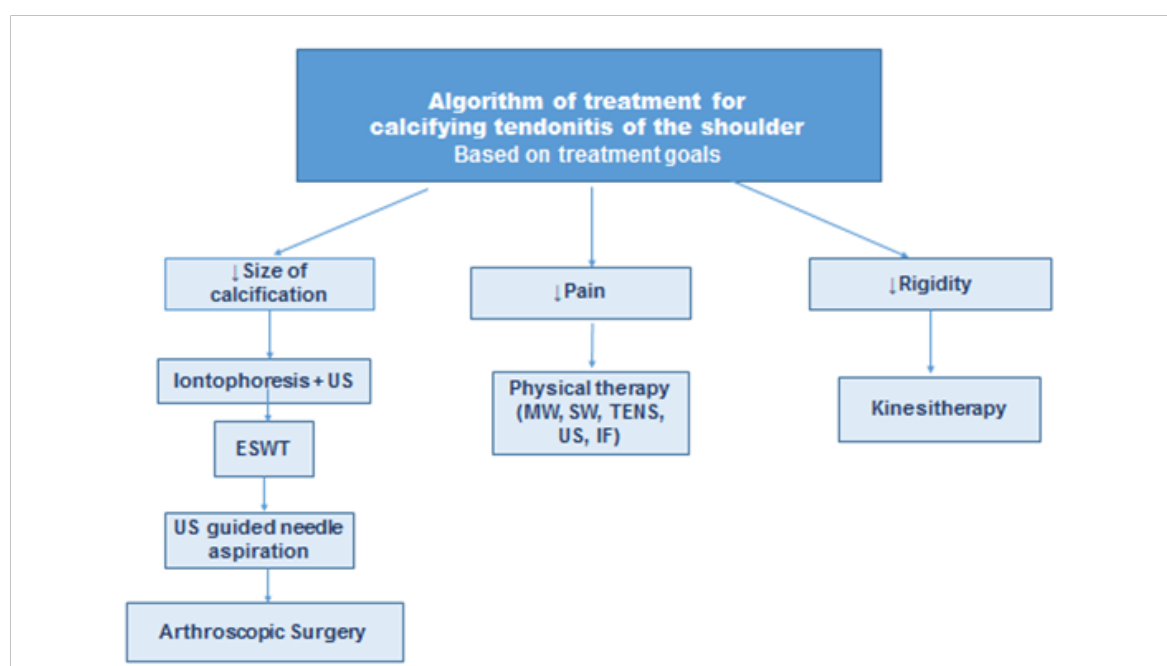 Algorithm of treatment for
calcifying tendonitis of the shoulder
Based on treatment goals
↓Size of
calcification
↓Pain
↓Rigidity
Iontophoresis + US
Physical therapy
(MW, SW, TENS,
US, IF)
Kinesitherapy
ESWT
US guided needle
aspiration
Arthroscopic Surgery